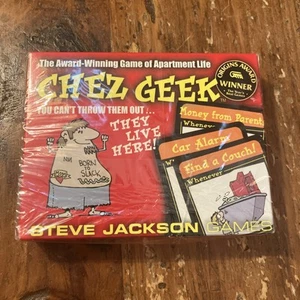 The Award-Winning Game of Apartment Life
CHEZ GEEK
ORIGINS AWARD
WINNER
YOU CAN'T THROW THEM OUT . . .
THEY
LIVE
HERE!
BORN
TO
SLACK
Money from Parents
Whenever
Car Alarm
Whenever
Find a Couch!
Whenever
STEVE JACKSON GAMES